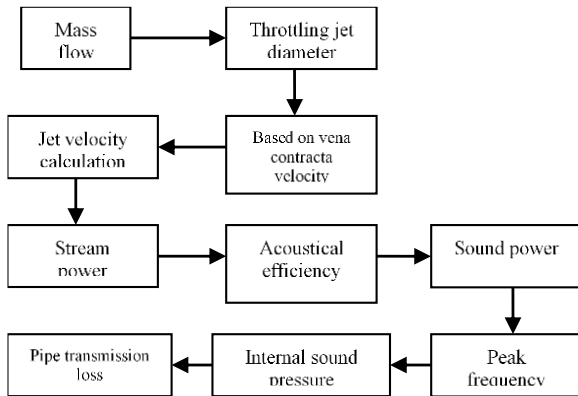 Mass
flow
Throttling jet
diameter
Jet velocity
calculation
Based on vena
contracta
velocity
Stream
power
Acoustical
efficiency
Sound power
Pipe transmission
loss
Internal sound
pressure
Peak
frequency